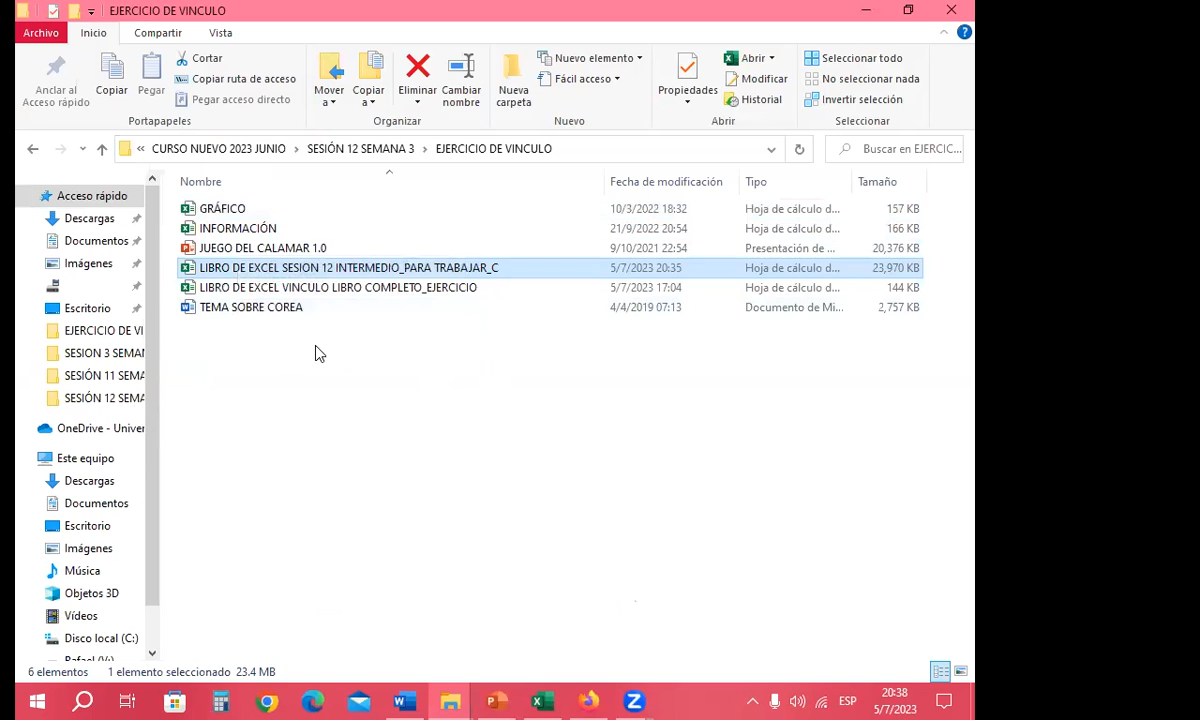 EJERCICIO DE VINCULO
Archivo
Inicio
Compartir
Vista
Anclar al
Acceso rápido
Copiar
Pegar
Cortar
Copiar ruta de acceso
Pegar acceso directo
Portapapeles
Mover
a
Copiar
a
Eliminar
Cambiar
nombre
Organizar
Nueva
carpeta
Nuevo elemento
Fácil acceso
Nuevo
Propiedades
Abrir
Modificar
Historial
Abrir
Seleccionar todo
No seleccionar nada
Invertir selección
Seleccionar
« CURSO NUEVO 2023 JUNIO > SESIÓN 12 SEMANA 3 > EJERCICIO DE VINCULO
Buscar en EJERCIC...
Nombre Fecha de modificación Tipo Tamaño
GRÁFICO 10/3/2022 18:32 Hoja de cálculo d... 157 KB
INFORMACIÓN 21/9/2022 20:54 Hoja de cálculo d... 166 KB
JUEGO DEL CALAMAR 1.0 9/10/2021 22:54 Presentación de ... 20,376 KB
LIBRO DE EXCEL SESION 12 INTERMEDIO_PARA TRABAJAR_C 5/7/2023 20:35 Hoja de cálculo d... 23,970 KB
LIBRO DE EXCEL VINCULO LIBRO COMPLETO_EJERCICIO 5/7/2023 17:04 Hoja de cálculo d... 144 KB
TEMA SOBRE COREA 4/4/2019 07:13 Documento de Mi... 2,757 KB
Acceso rápido
Descargas
Documentos
Imágenes
Escritorio
EJERCICIO DE VI
SESION 3 SEMAN
SESIÓN 11 SEMA
SESIÓN 12 SEMA
OneDrive - Univer
Este equipo
Descargas
Documentos
Escritorio
Imágenes
Música
Objetos 3D
Vídeos
Disco local (C:)
Rafael (V:)
6 elementos 1 elemento seleccionado 23.4 MB
ESP
20:38
5/7/2023